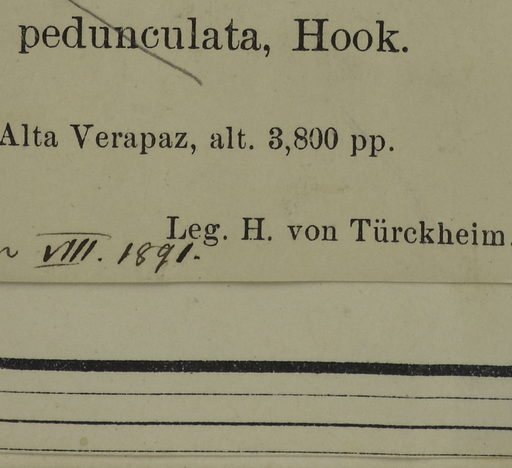 pedunculata, Hook.
Alta Verapaz, alt. 3,800 pp.
Leg. H. von Türckheim.
VIII. 1891.